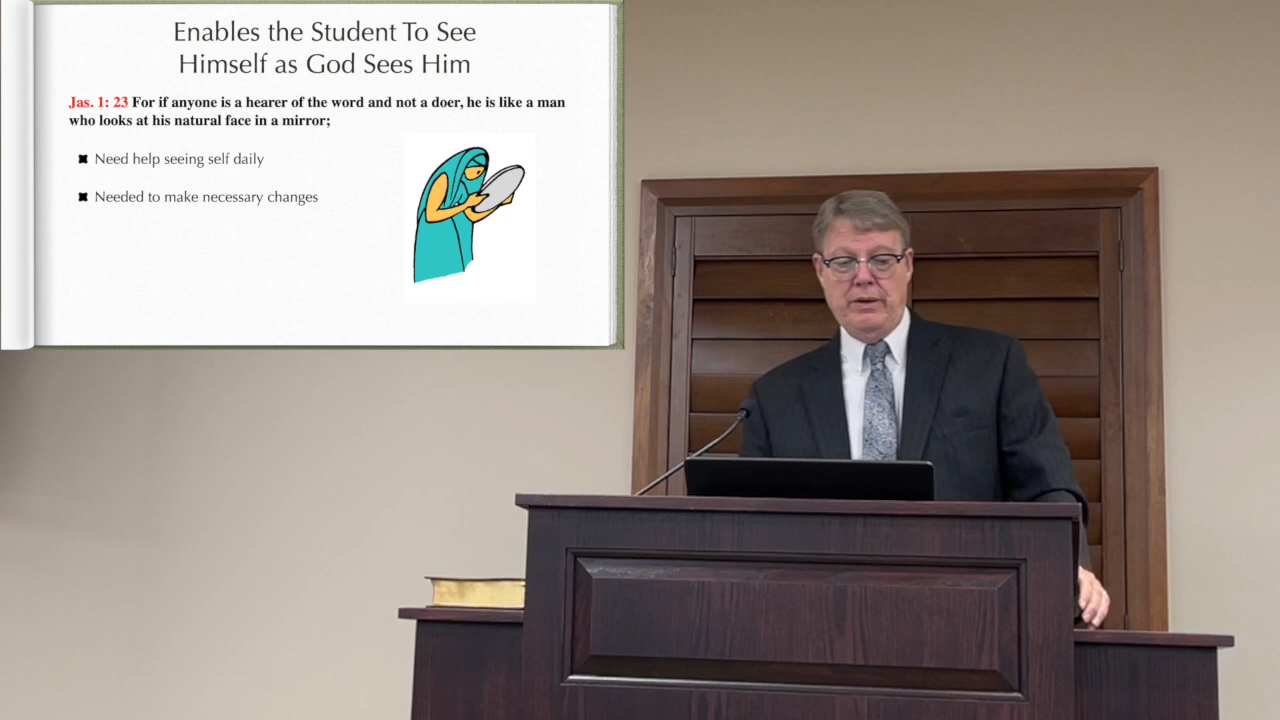 Enables the Student To See
Himself as God Sees Him
Jas. 1: 23 For if anyone is a hearer of the word and not a doer, he is like a man
who looks at his natural face in a mirror;
Need help seeing self daily
Needed to make necessary changes